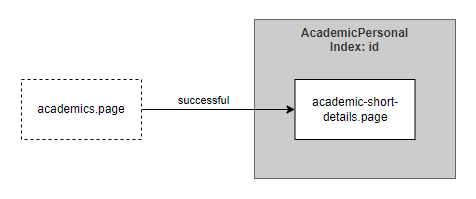 AcademicPersonal
Index: id
academics.page
successful
academic-short-
details.page